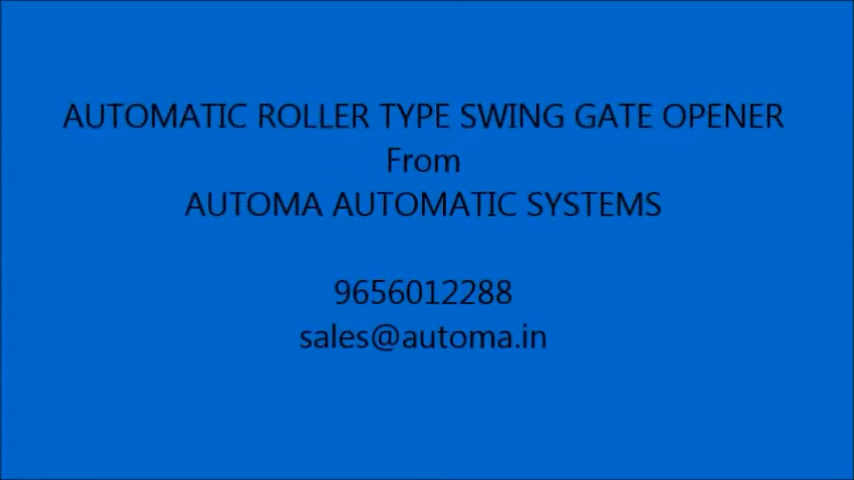 AUTOMATIC ROLLER TYPE SWING GATE OPENER
From
AUTOMA AUTOMATIC SYSTEMS
9656012288
sales@automa.in